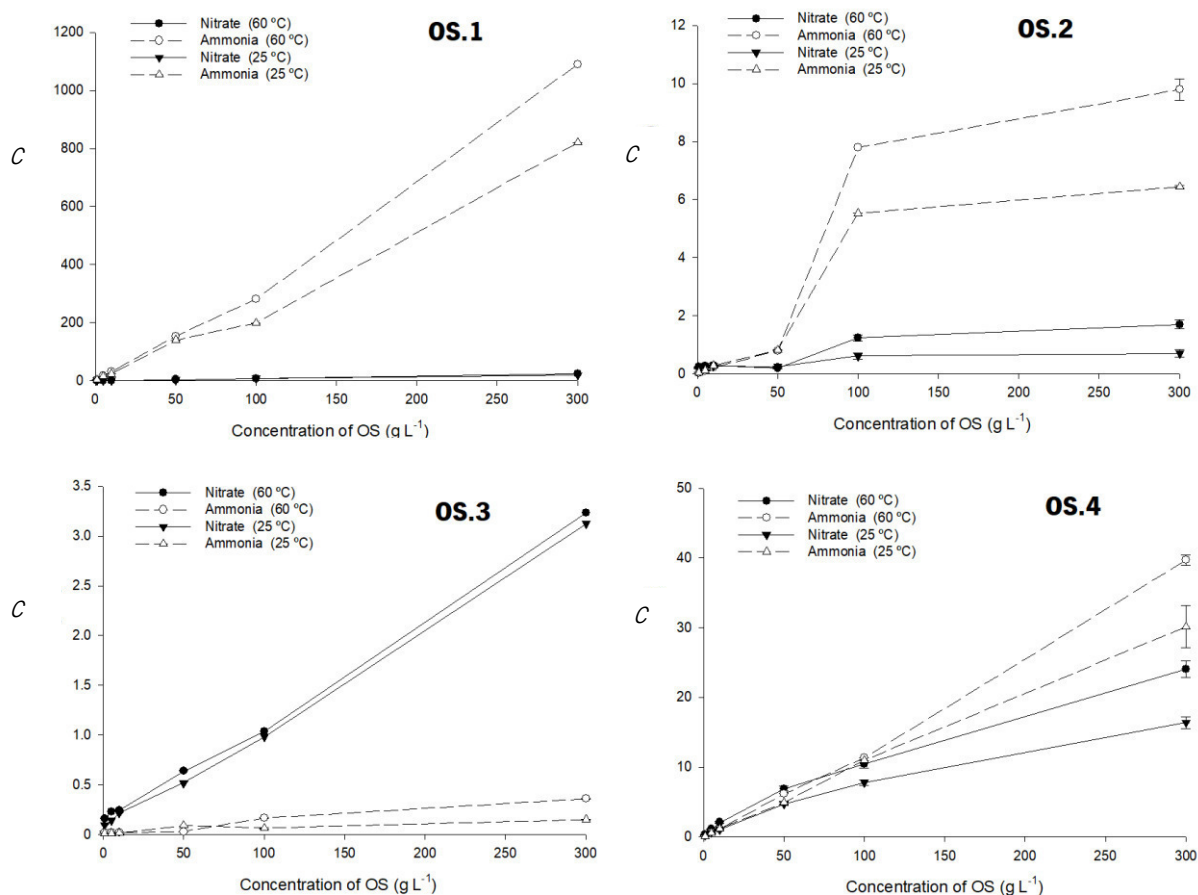 Nitrate (60 ºC)
Ammonia (60 ºC)
Nitrate (25 ºC)
Ammonia (25 ºC)
OS.1
1200
1000
800
600
400
200
0
C
0 50 100 150 200 250 300
Concentration of OS (g L⁻¹)
Nitrate (60 ºC)
Ammonia (60 ºC)
Nitrate (25 ºC)
Ammonia (25 ºC)
OS.2
12
10
8
6
4
2
0
C
0 50 100 150 200 250 300
Concentration of OS (g L⁻¹)
Nitrate (60 ºC)
Ammonia (60 ºC)
Nitrate (25 ºC)
Ammonia (25 ºC)
OS.3
3.5
3.0
2.5
2.0
1.5
1.0
0.5
0
C
0 50 100 150 200 250 300
Concentration of OS (g L⁻¹)
Nitrate (60 ºC)
Ammonia (60 ºC)
Nitrate (25 ºC)
Ammonia (25 ºC)
OS.4
50
40
30
20
10
0
C
0 50 100 150 200 250 300
Concentration of OS (g L⁻¹)